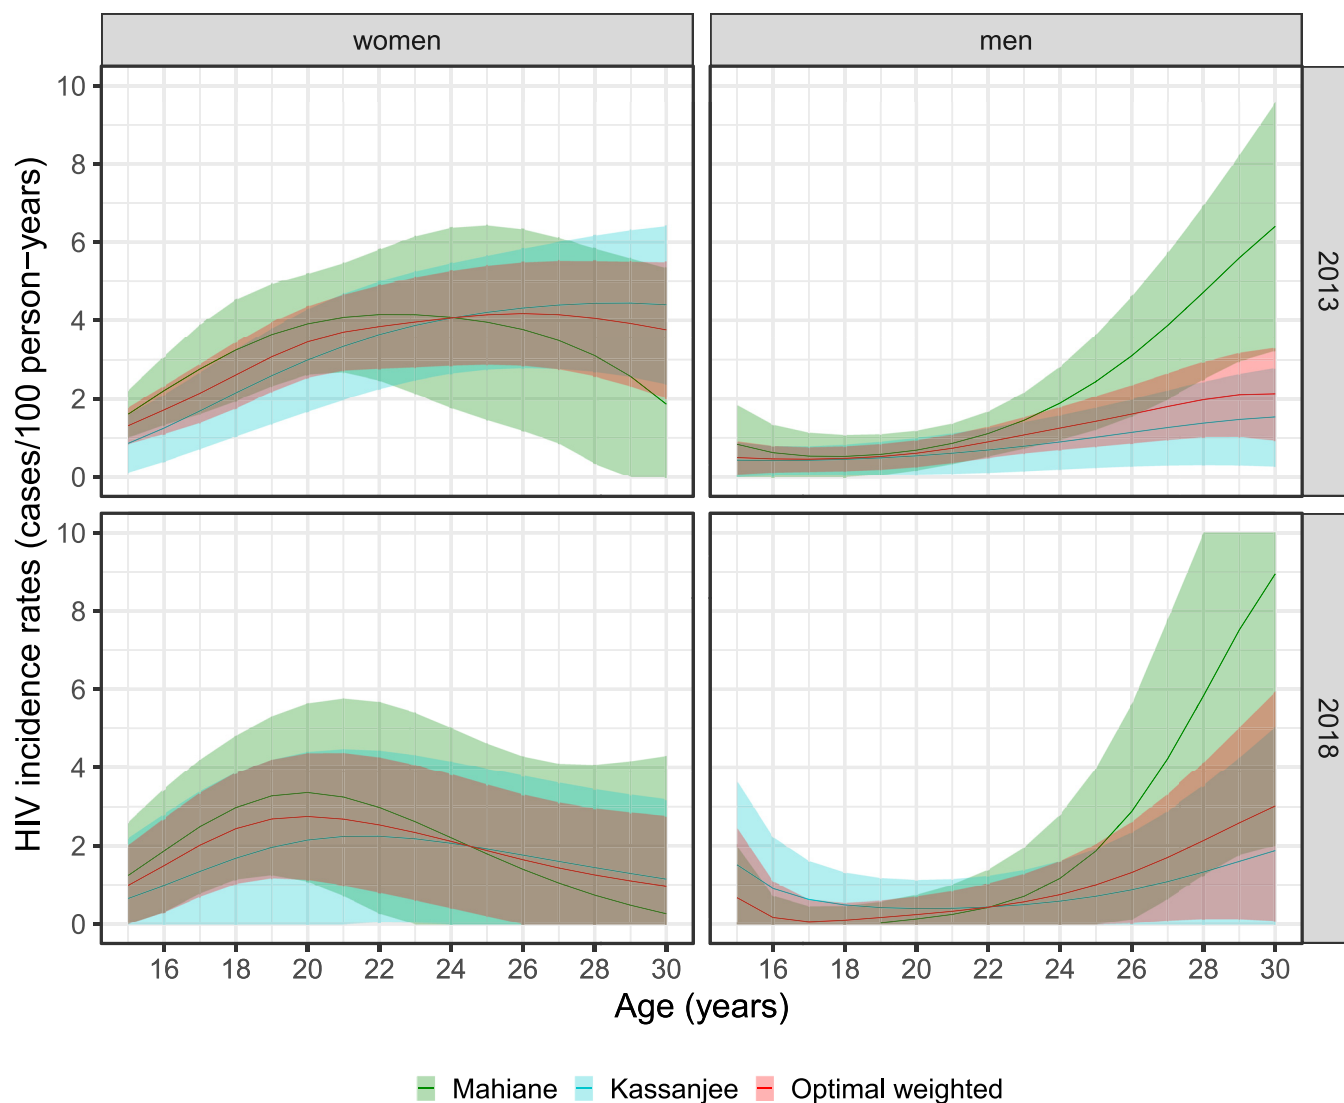 women men
10
8
6
4
2
0
2013
10
8
6
4
2
0
2018
HIV incidence rates (cases/100 person−years)
16 18 20 22 24 26 28 30 16 18 20 22 24 26 28 30
Age (years)
Mahiane Kassanjee Optimal weighted